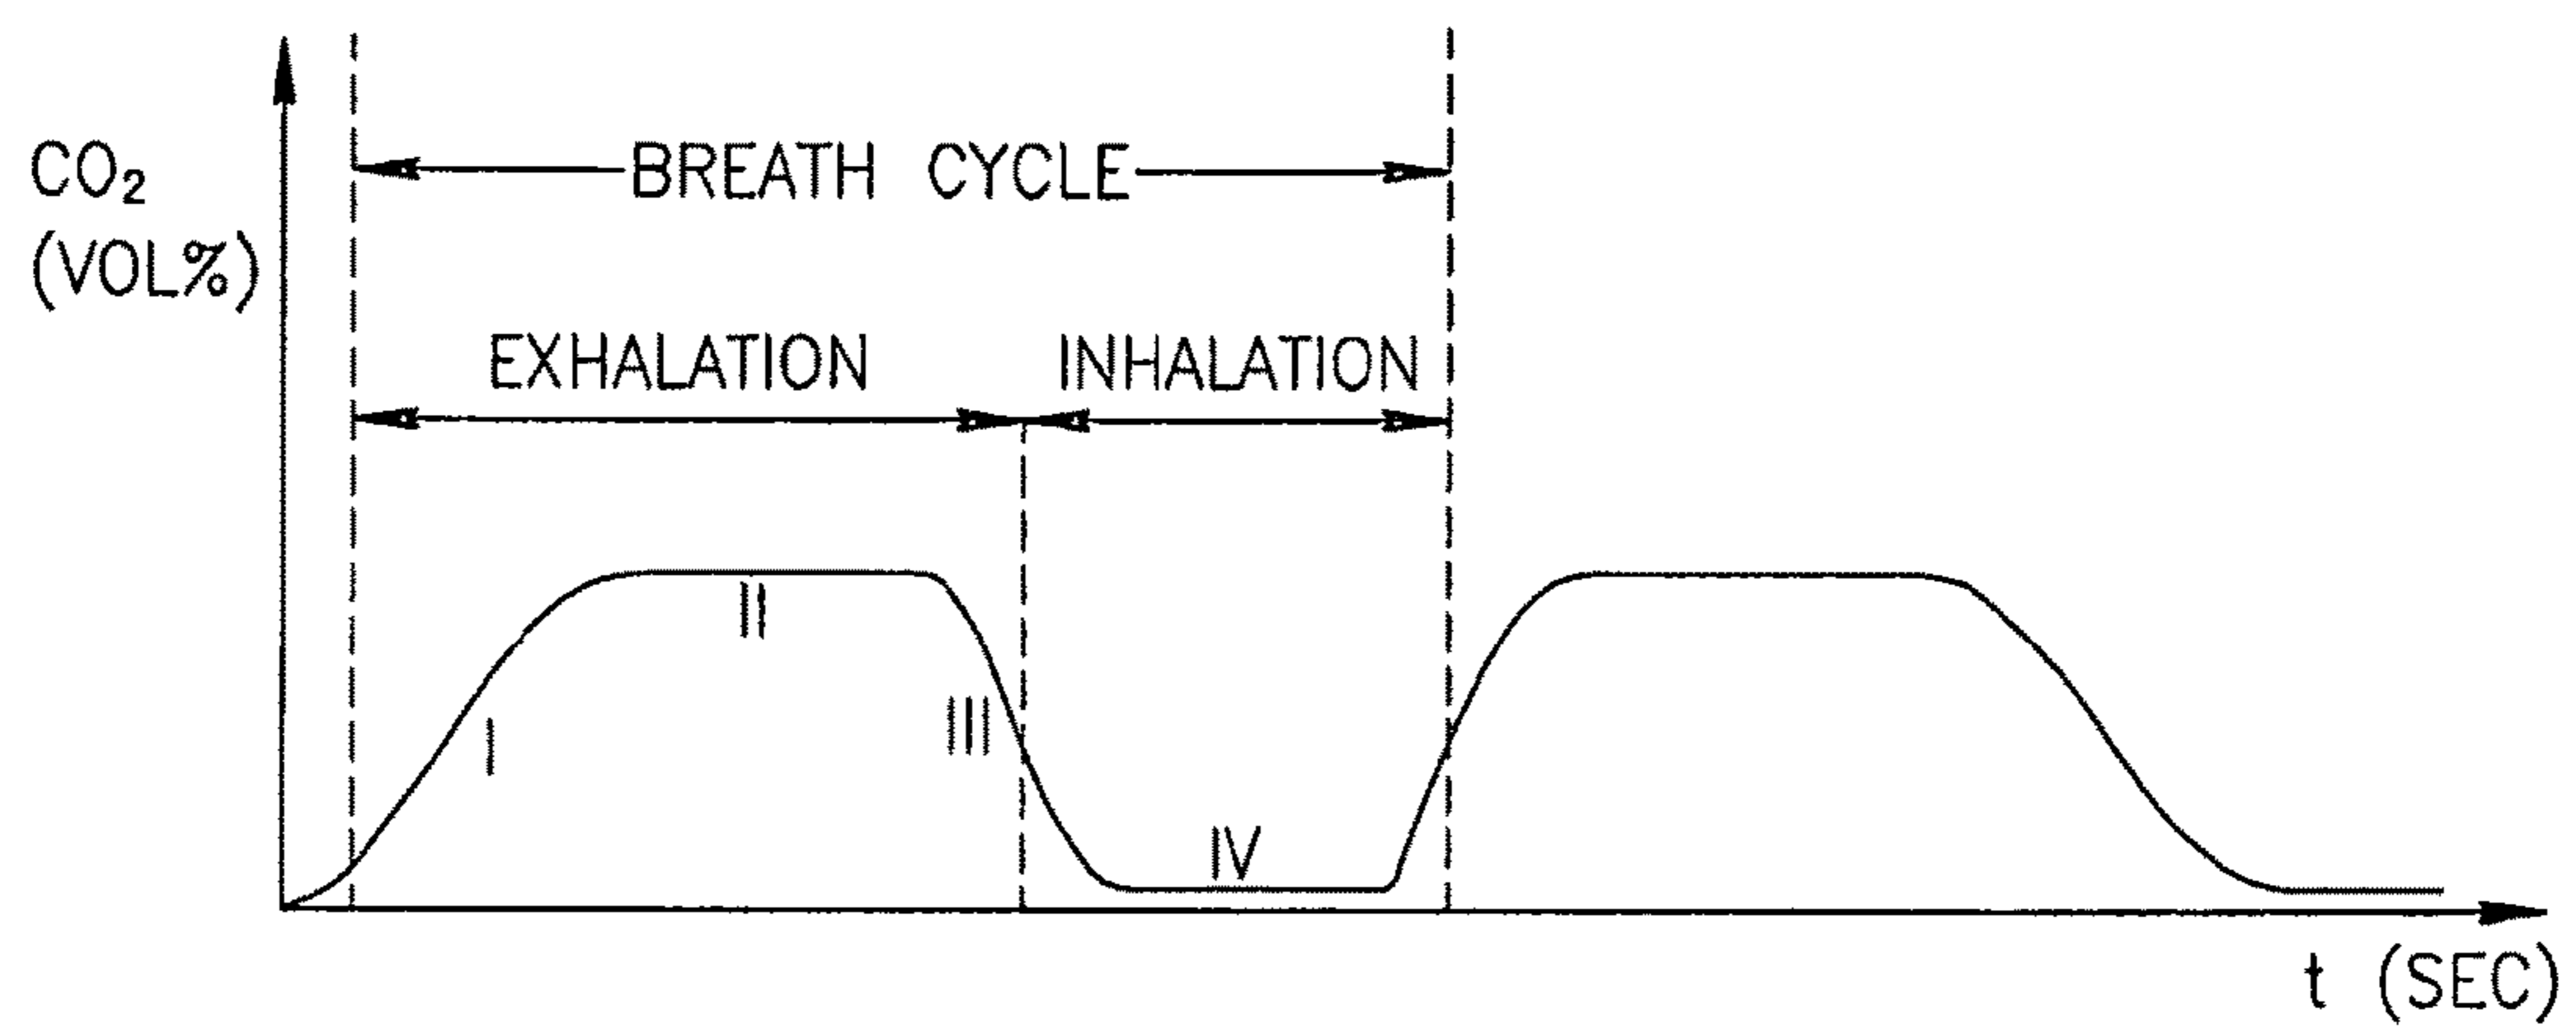 CO₂
(VOL%)
BREATH CYCLE
EXHALATION
INHALATION
I
II
III
IV
t (SEC)